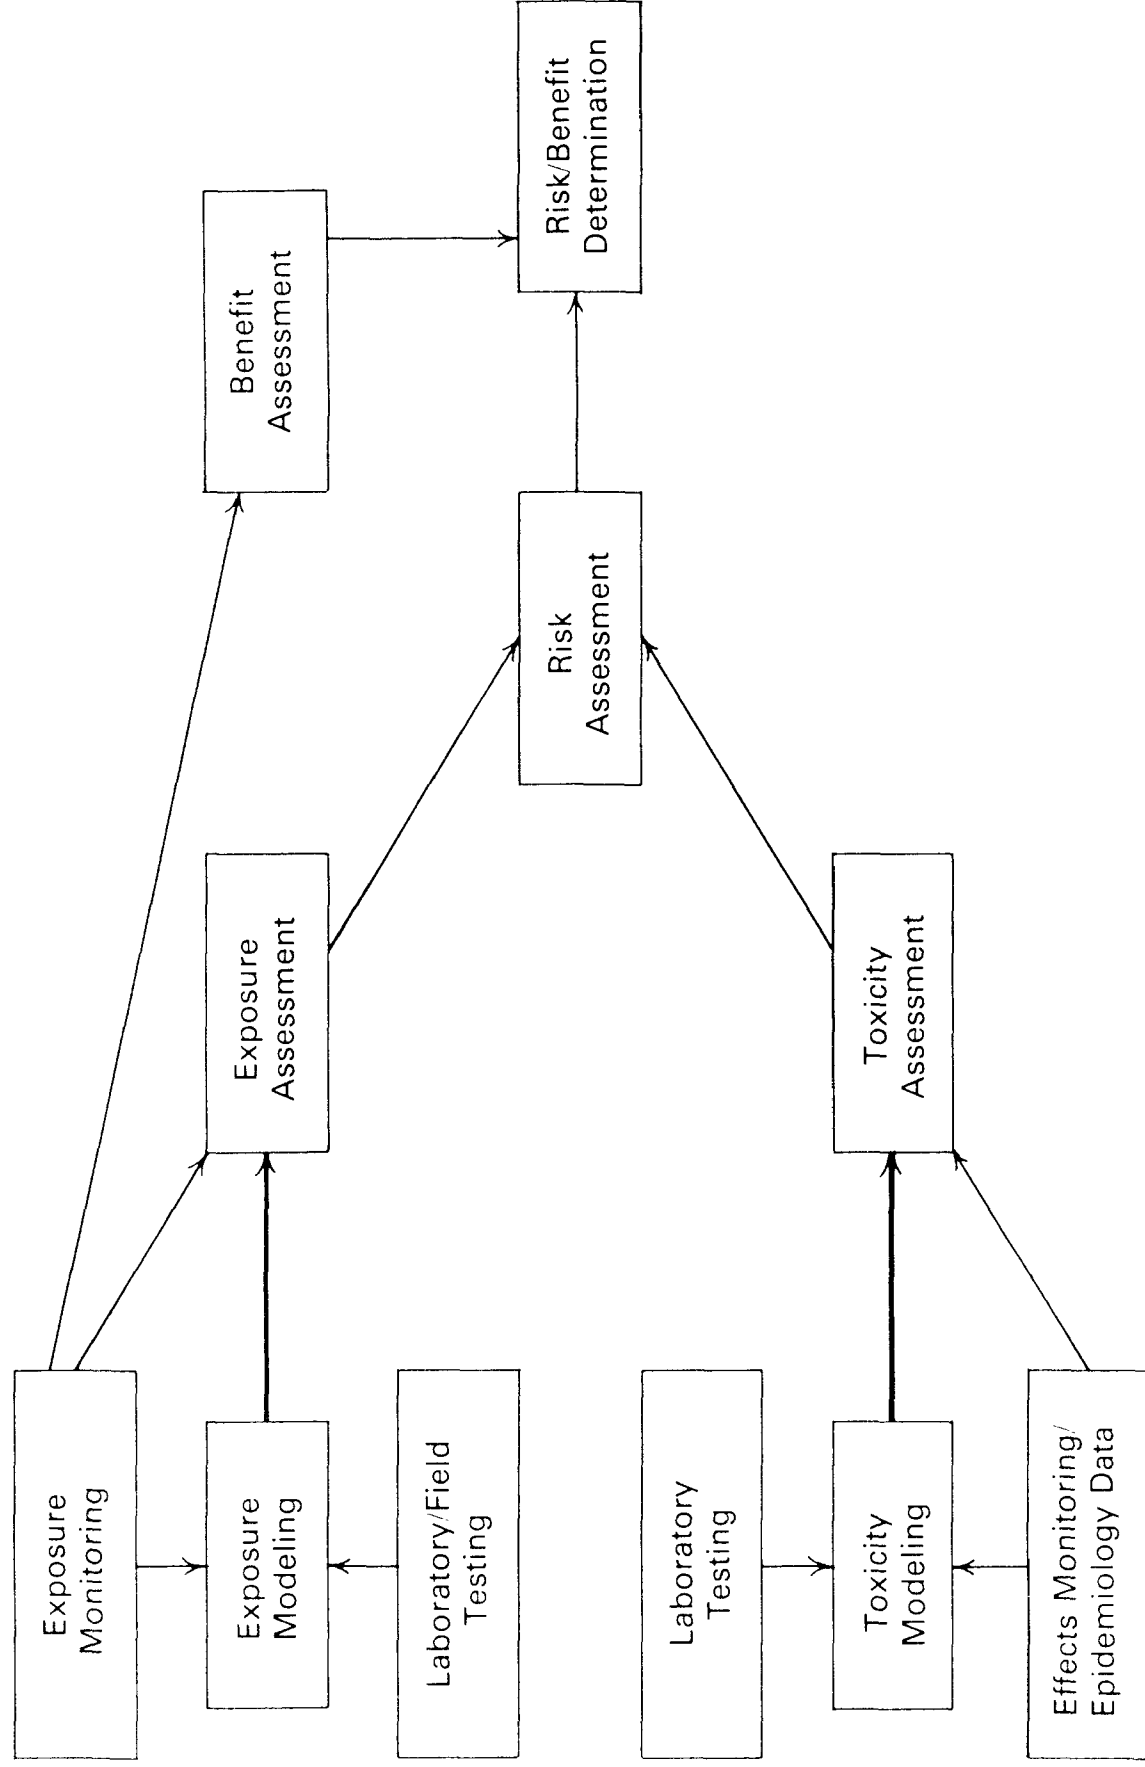 Exposure
Monitoring
Exposure
Modeling
Laboratory/Field
Testing
Laboratory
Testing
Toxicity
Modeling
Effects Monitoring/
Epidemiology Data
Exposure
Assessment
Toxicity
Assessment
Risk
Assessment
Benefit
Assessment
Risk/Benefit
Determination